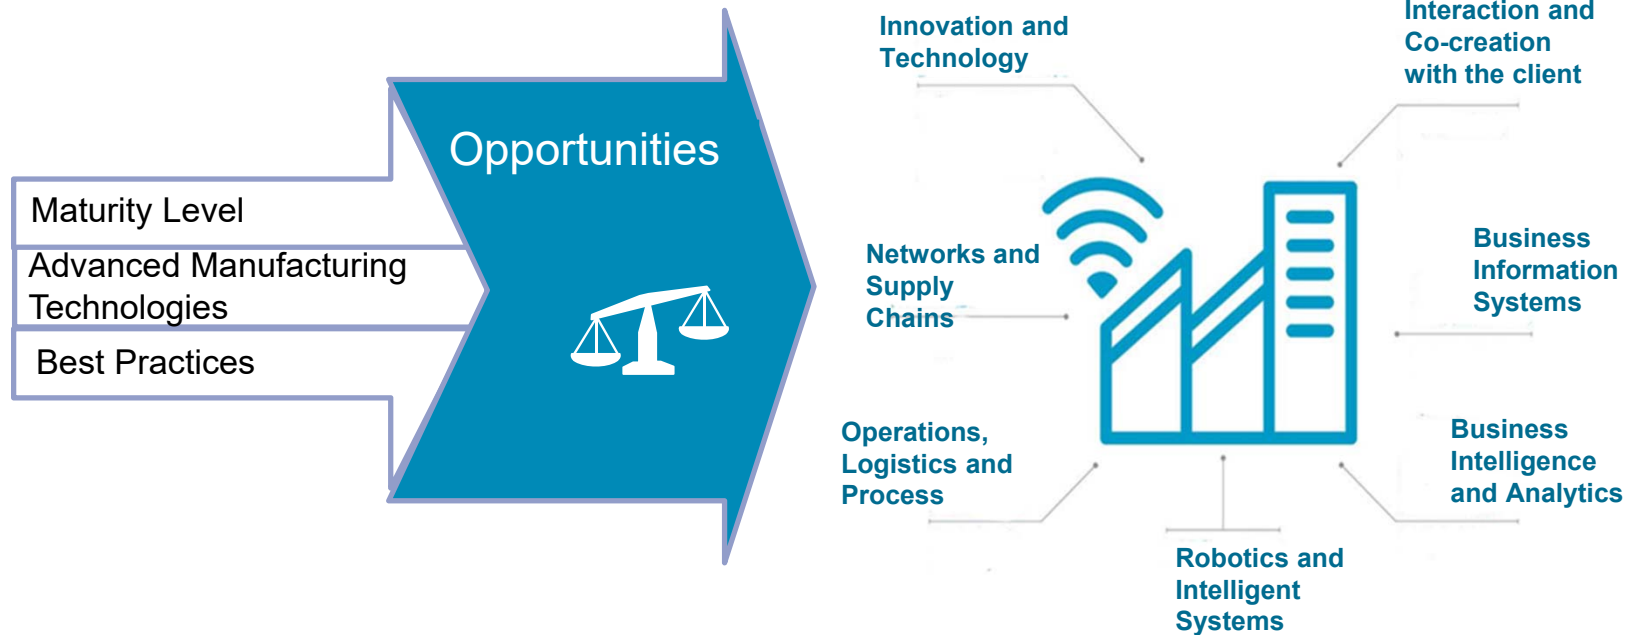 Maturity Level
Advanced Manufacturing
Technologies
Best Practices
Opportunities
Innovation and
Technology
Interaction and
Co-creation
with the client
Networks and
Supply
Chains
Business
Information
Systems
Operations,
Logistics and
Process
Business
Intelligence
and Analytics
Robotics and
Intelligent
Systems